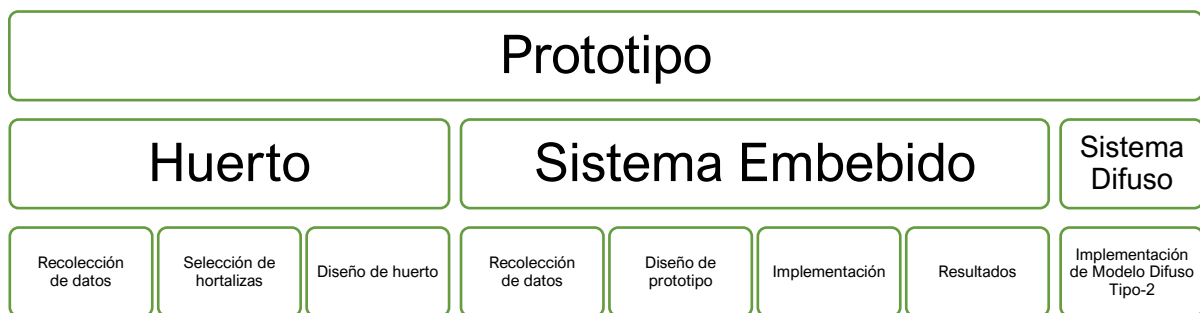 Prototipo
Huerto
Sistema Embebido
Sistema
Difuso
Recolección
de datos
Selección de
hortalizas
Diseño de huerto
Recolección
de datos
Diseño de
prototipo
Implementación
Resultados
Implementación
de Modelo Difuso
Tipo-2